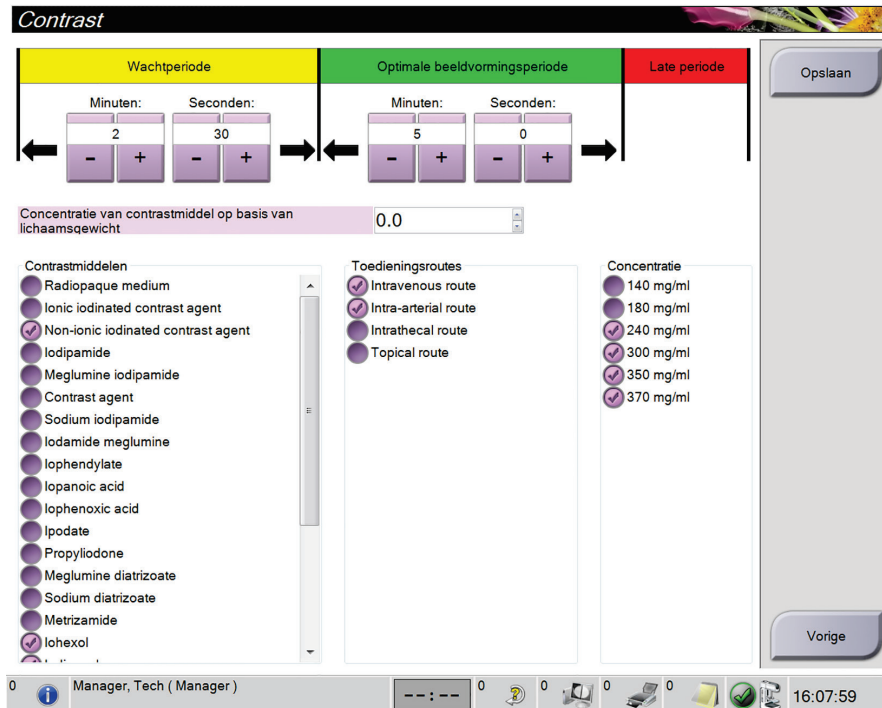 Contrast
Wachtperiode
Optimale beeldvormingsperiode
Late periode
Opslaan
Minuten:
Seconden:
Minuten:
Seconden:
2
30
5
0
- + - + - + - +
Concentratie van contrastmiddel op basis van
lichaamsgewicht
0.0
Contrastmiddelen
Radiopaque medium
Ionic iodinated contrast agent
Non-ionic iodinated contrast agent
Iodipamide
Meglumine iodipamide
Contrast agent
Sodium iodipamide
Iodamide meglumine
Iophendylate
Iopanoic acid
Iophenoxic acid
Ipodate
Propyliodone
Meglumine diatrizoate
Sodium diatrizoate
Metrizamide
Iohexol
Toedieningsroutes
Intravenous route
Intra-arterial route
Intrathecal route
Topical route
Concentratie
140 mg/ml
180 mg/ml
240 mg/ml
300 mg/ml
350 mg/ml
370 mg/ml
Vorige
0
Manager, Tech ( Manager )
--:--
0
0
0
0
16:07:59